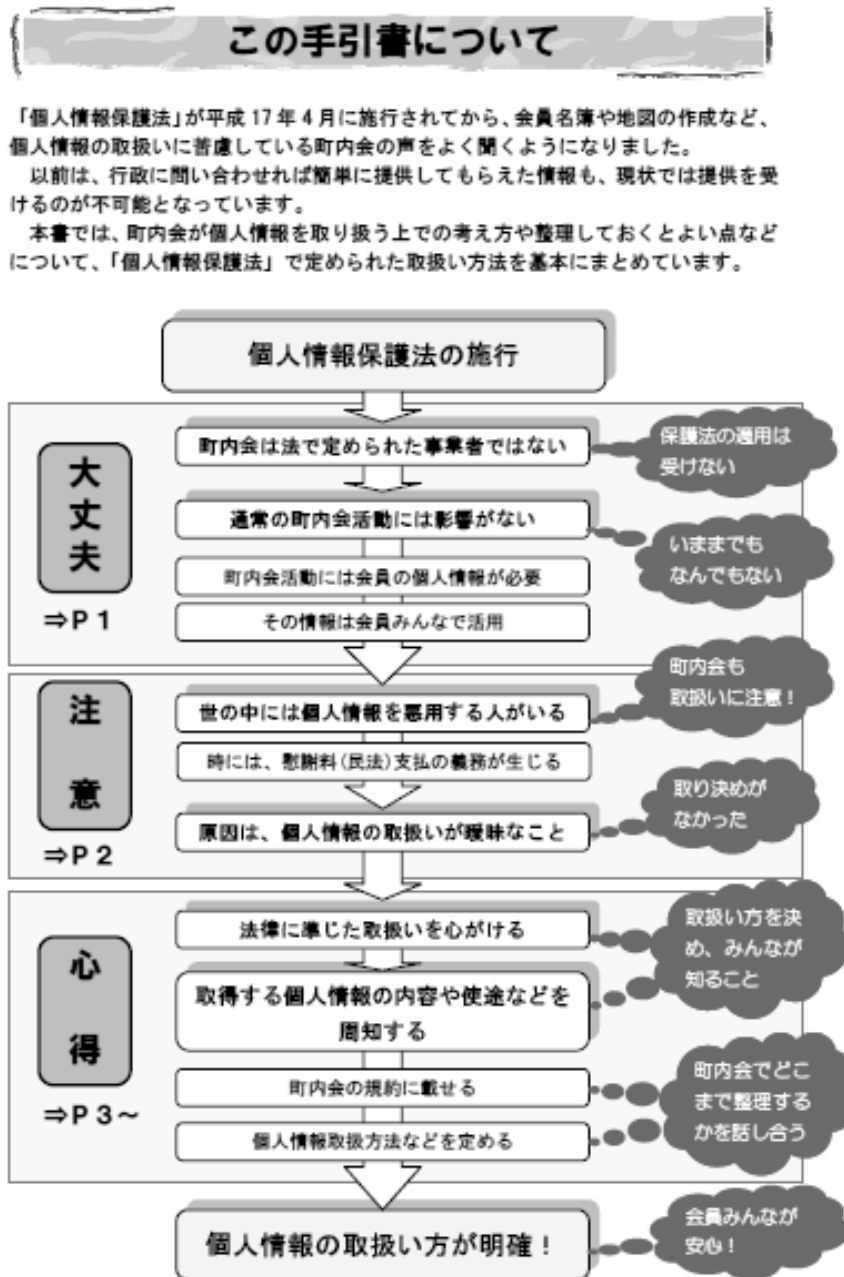 この手引書について
「個人情報保護法」が平成 17 年 4 月に施行されてから、会員名簿や地図の作成など、
個人情報の取扱いに苦慮している町内会の声をよく聞くようになりました。
以前は、行政に問い合わせれば簡単に提供してもらえた情報も、現状では提供を受
けるのが不可能となっています。
本書では、町内会が個人情報を取り扱う上での考え方や整理しておくとよい点など
について、「個人情報保護法」で定められた取扱い方法を基本にまとめています。
個人情報保護法の施行
大丈夫
⇒P 1
町内会は法で定められた事業者ではない
保護法の適用は
受けない
通常の町内会活動には影響がない
いままでも
なんでもない
町内会活動には会員の個人情報が必要
その情報は会員みんなで活用
注意
⇒P 2
世の中には個人情報を悪用する人がいる
町内会も
取扱いに注意!
時には、慰謝料(民法)支払の義務が生じる
原因は、個人情報の取扱いが曖昧なこと
取り決めが
なかった
心得
⇒P 3~
法律に準じた取扱いを心がける
取得する個人情報の内容や使途などを
周知する
取扱い方を決
め、みんなが
知ること
町内会の規約に載せる
個人情報取扱方法などを定める
町内会でどこ
まで整理する
かを話し合う
個人情報の取扱い方が明確!
会員みんなが
安心!